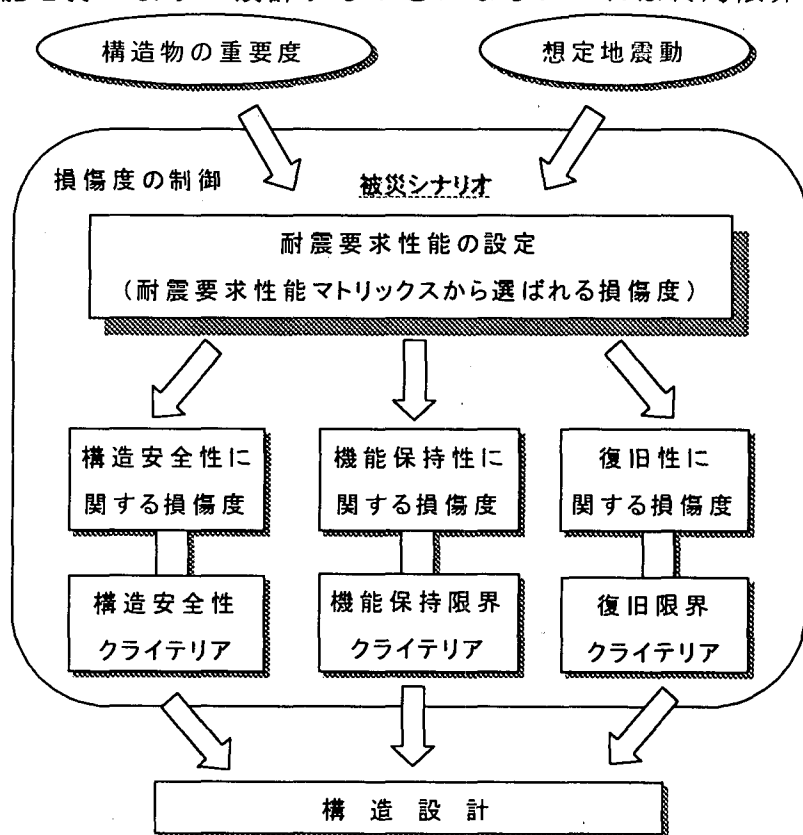 構造物の重要度
想定地震動
損傷度の制御
被災シナリオ
耐震要求性能の設定
(耐震要求性能マトリックスから選ばれる損傷度)
構造安全性に
関する損傷度
機能保持性に
関する損傷度
復旧性に
関する損傷度
構造安全性
クライテリア
機能保持限界
クライテリア
復旧限界
クライテリア
構造設計